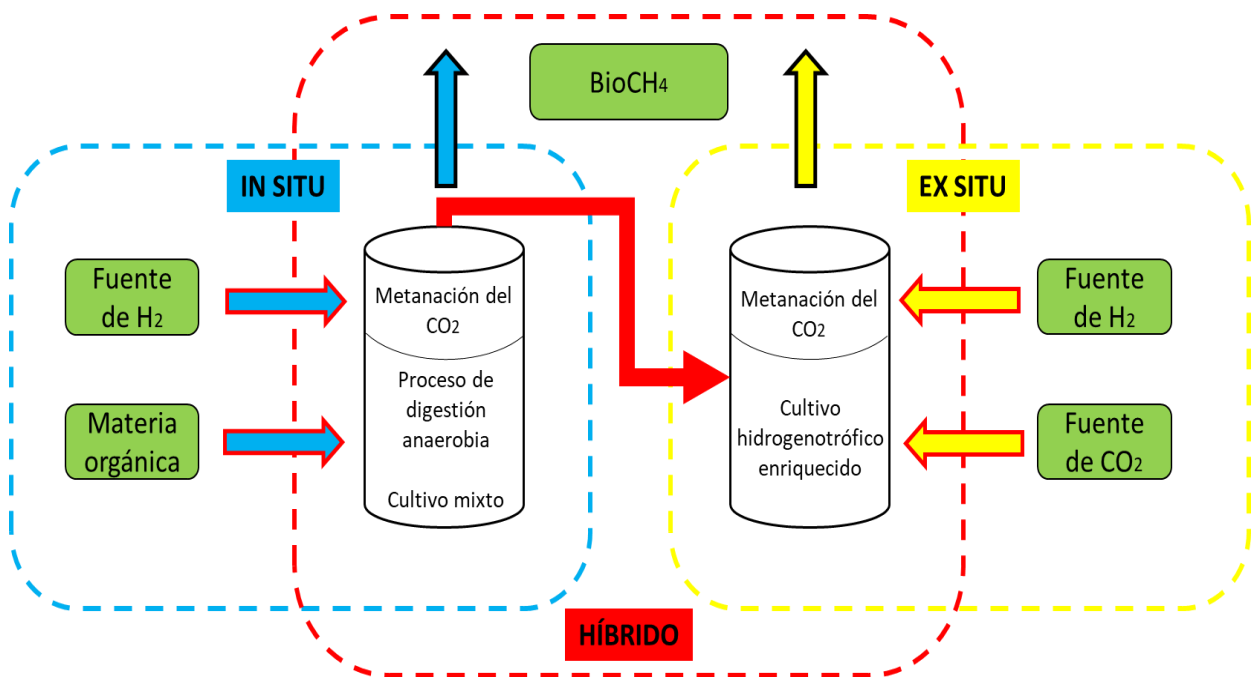 BioCH4
IN SITU
EX SITU
Fuente
de H2
Metanación del
CO2
Metanación del
CO2
Fuente
de H2
Materia
orgánica
Proceso de
digestión
anaerobia
Cultivo mixto
Cultivo
hidrogenotrófico
enriquecido
Fuente
de CO2
HÍBRIDO